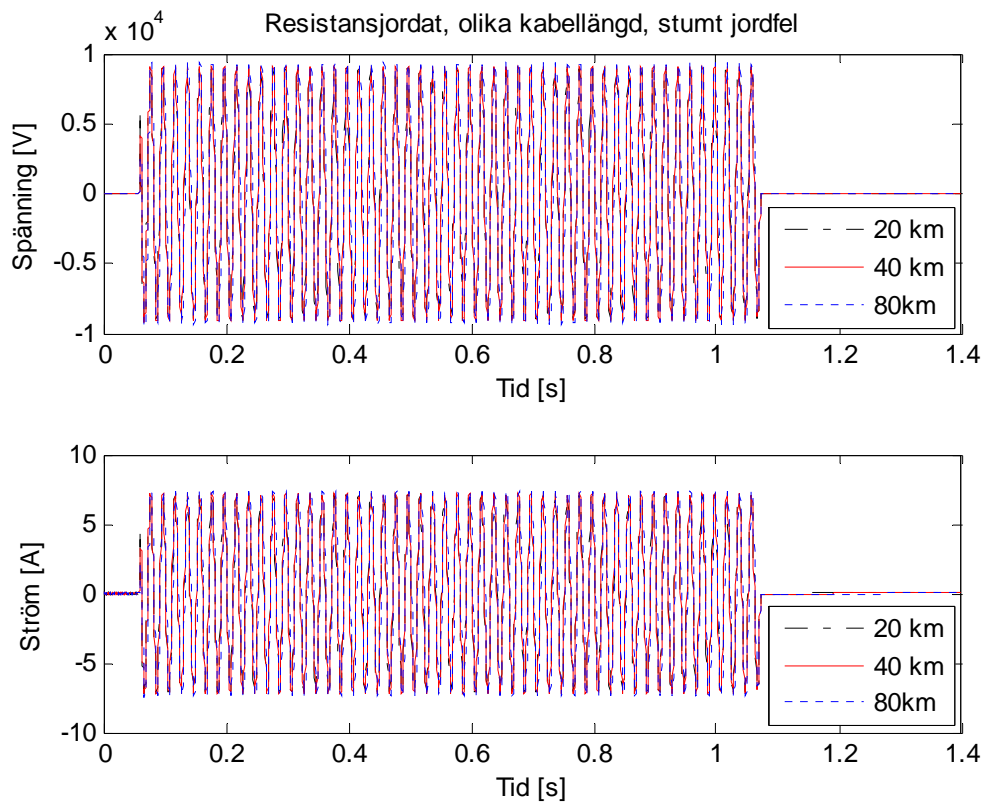 Resistansjordat, olika kabellängd, stumt jordfel
x 10^4
1
0.5
0
-0.5
-1
Spänning [V]
0 0.2 0.4 0.6 0.8 1 1.2 1.4
Tid [s]
20 km
40 km
80km
10
5
0
-5
-10
Ström [A]
0 0.2 0.4 0.6 0.8 1 1.2 1.4
Tid [s]
20 km
40 km
80km